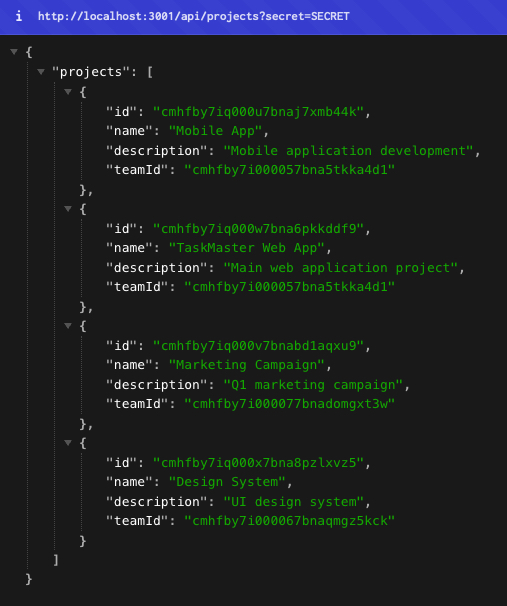 i http://localhost:3001/api/projects?secret=SECRET
{
"projects": [
{
"id": "cmhfby7iq000u7bnaj7xmb44k",
"name": "Mobile App",
"description": "Mobile application development",
"teamId": "cmhfby7i000057bna5tkka4d1"
},
{
"id": "cmhfby7iq000w7bna6pkkddf9",
"name": "TaskMaster Web App",
"description": "Main web application project",
"teamId": "cmhfby7i000057bna5tkka4d1"
},
{
"id": "cmhfby7iq000v7bnabd1aqxu9",
"name": "Marketing Campaign",
"description": "Q1 marketing campaign",
"teamId": "cmhfby7i000077bnadomgxt3w"
},
{
"id": "cmhfby7iq000x7bna8pzlxvz5",
"name": "Design System",
"description": "UI design system",
"teamId": "cmhfby7i000067bnaqmgz5kck"
}
]
}